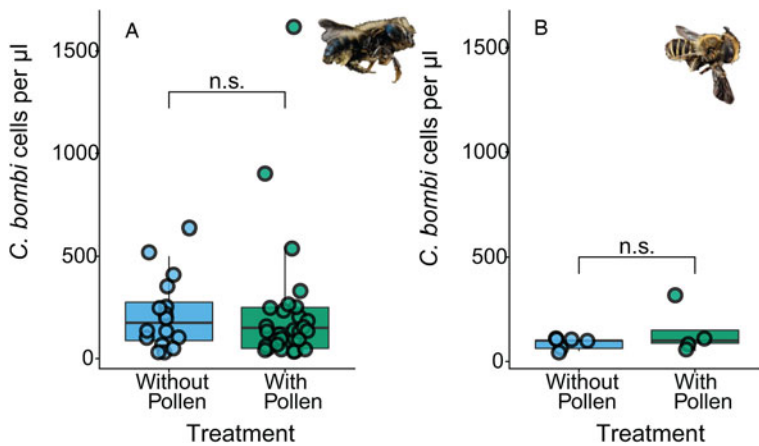 A
C. bombi cells per µl
1500
1000
500
0
n.s.
Without
Pollen
With
Pollen
Treatment
B
C. bombi cells per µl
1500
1000
500
0
n.s.
Without
Pollen
With
Pollen
Treatment